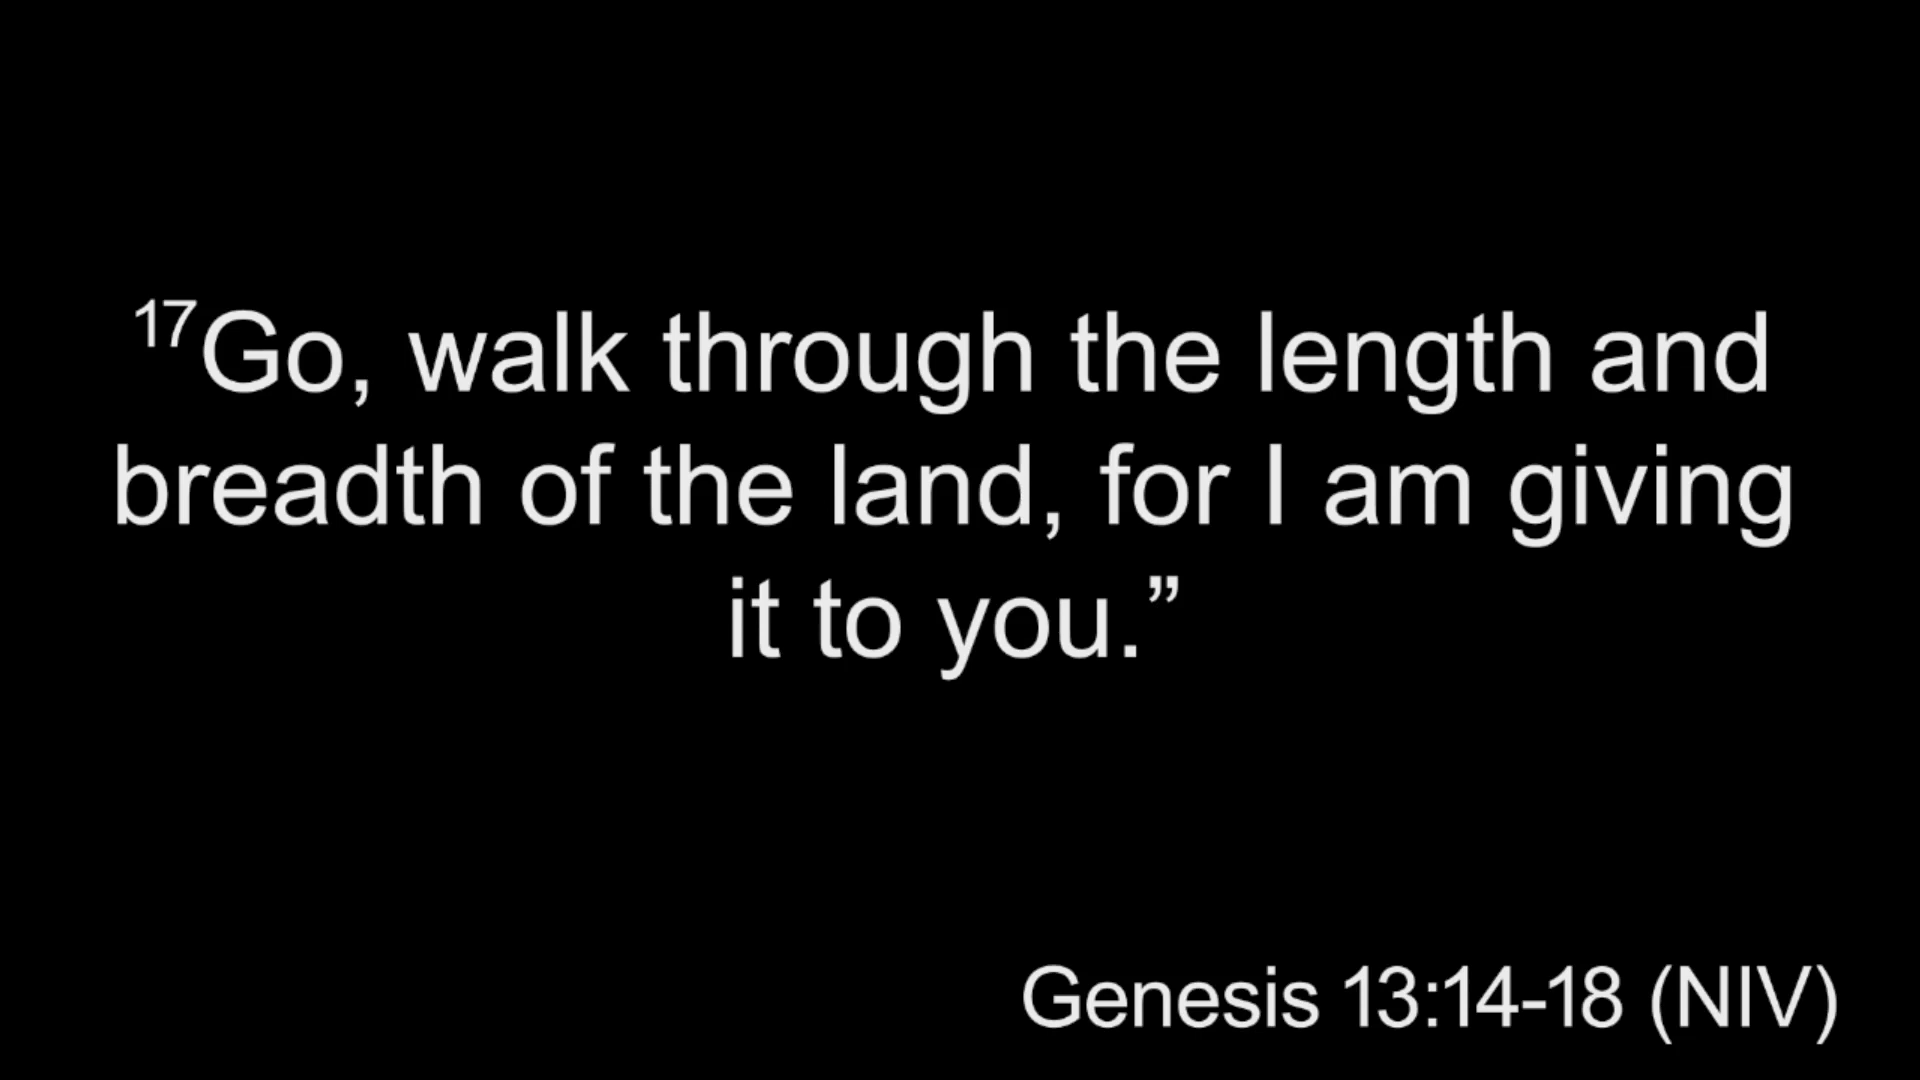 17Go, walk through the length and
breadth of the land, for I am giving
it to you.”
Genesis 13:14-18 (NIV)